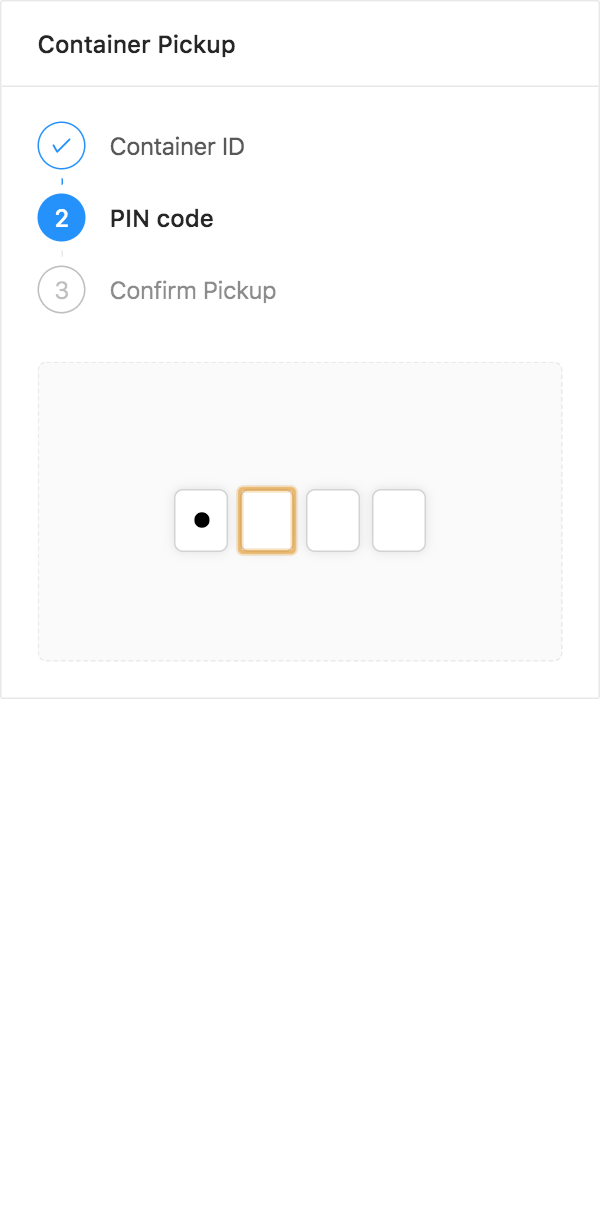 Container Pickup
Container ID
2
PIN code
3
Confirm Pickup